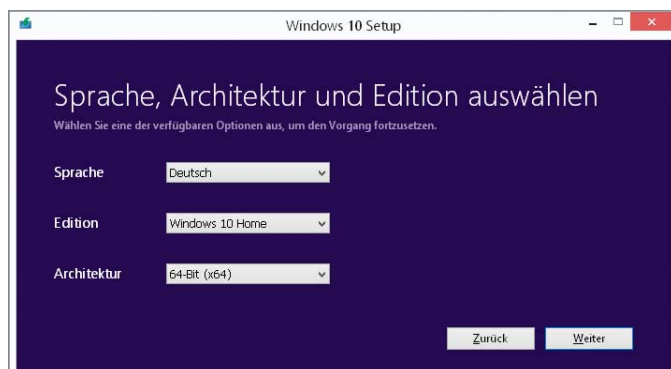 Windows 10 Setup
Sprache, Architektur und Edition auswählen
Wählen Sie eine der verfügbaren Optionen aus, um den Vorgang fortzusetzen.
Sprache Deutsch
Edition Windows 10 Home
Architektur 64-Bit (x64)
Zurück Weiter